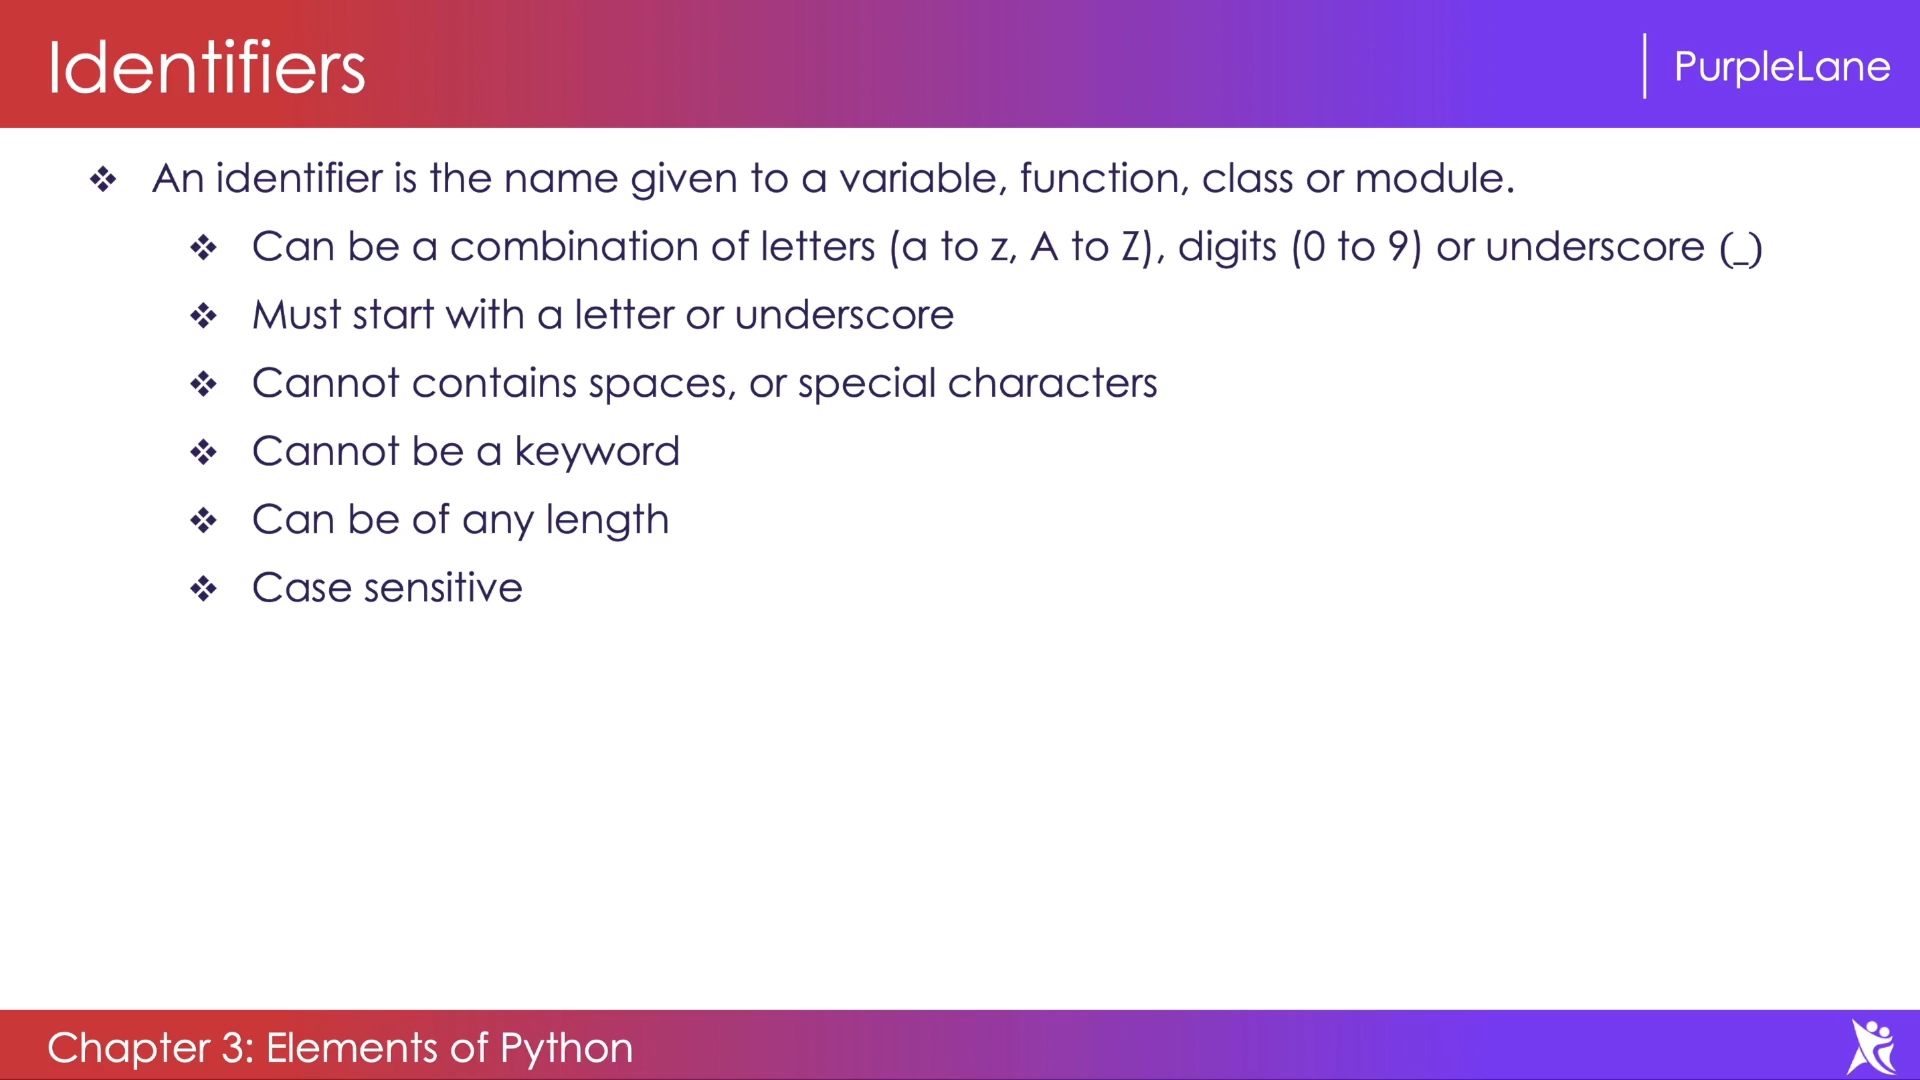 Identifiers
PurpleLane
❖ An identifier is the name given to a variable, function, class or module.
❖ Can be a combination of letters (a to z, A to Z), digits (0 to 9) or underscore (_)
❖ Must start with a letter or underscore
❖ Cannot contains spaces, or special characters
❖ Cannot be a keyword
❖ Can be of any length
❖ Case sensitive
Chapter 3: Elements of Python